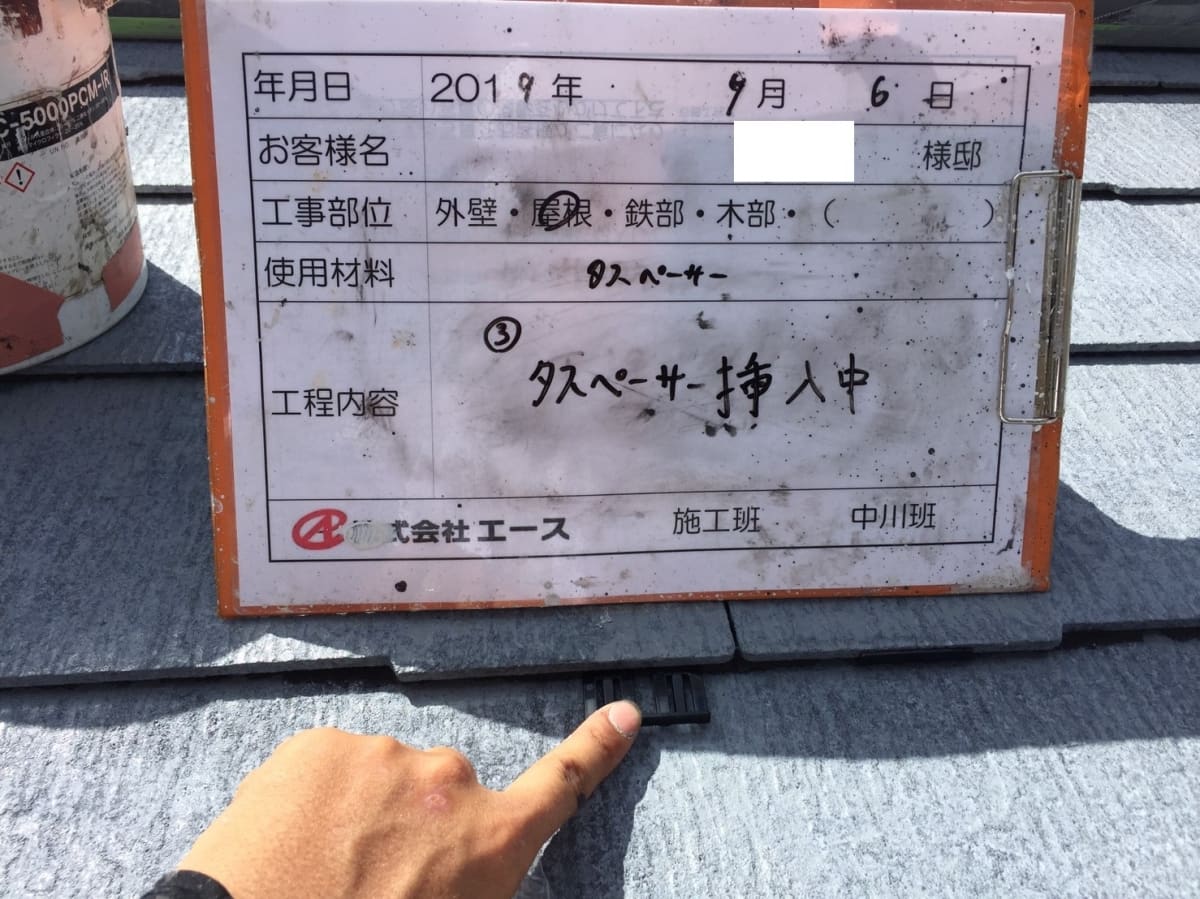 C-5000PCM-IR
年月日 2019年 9月 6日
お客様名 様邸
工事部位 外壁・屋根・鉄部・木部・（ ）
使用材料 タスペーサー
工程内容 ③
タスペーサー挿入中
式会社エース 施工班 中川班